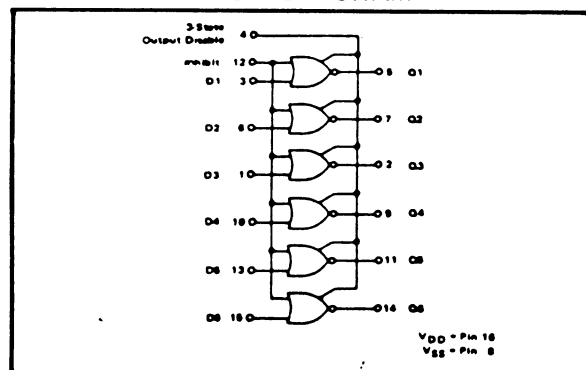 3-State
Output Disable 4
Inhibit 12
D1 3
5 Q1
D2 6
7 Q2
D3 1
2 Q3
D4 10
9 Q4
D5 13
11 Q5
D6 15
14 Q6
VDD = Pin 16
VSS = Pin 8